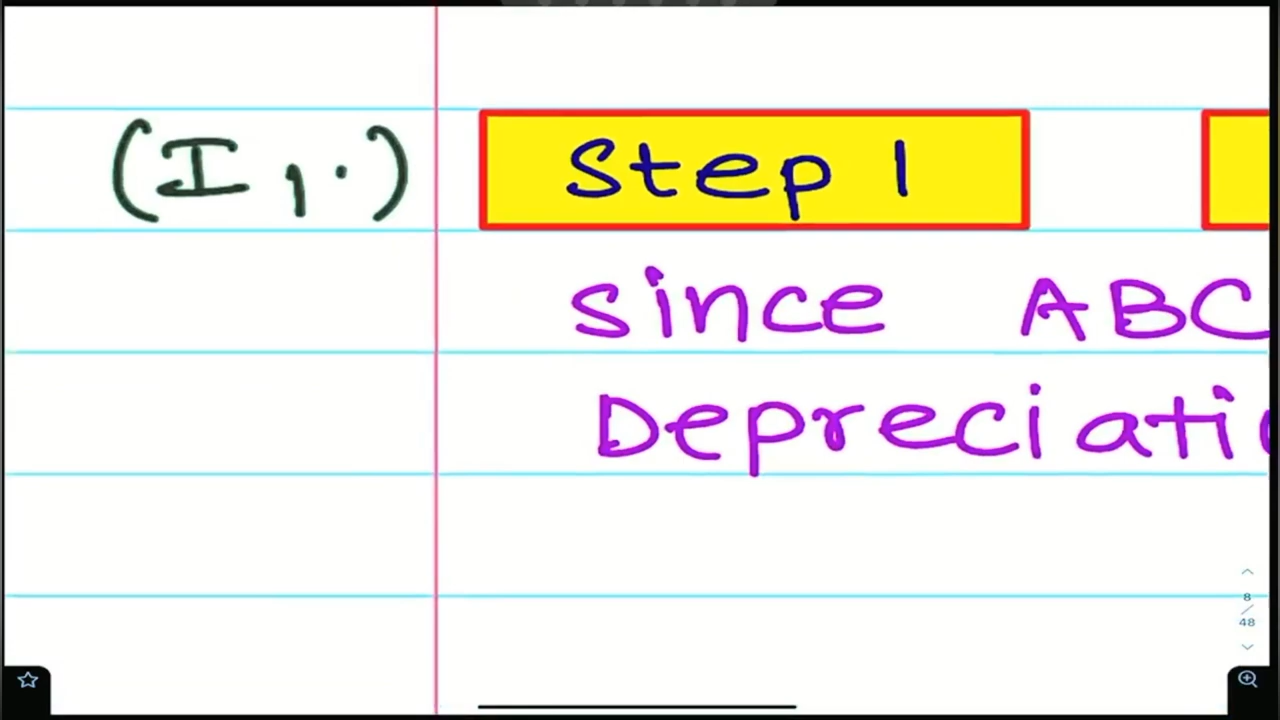 (I,.) Step 1
since ABC
Depreciati
8
/
48